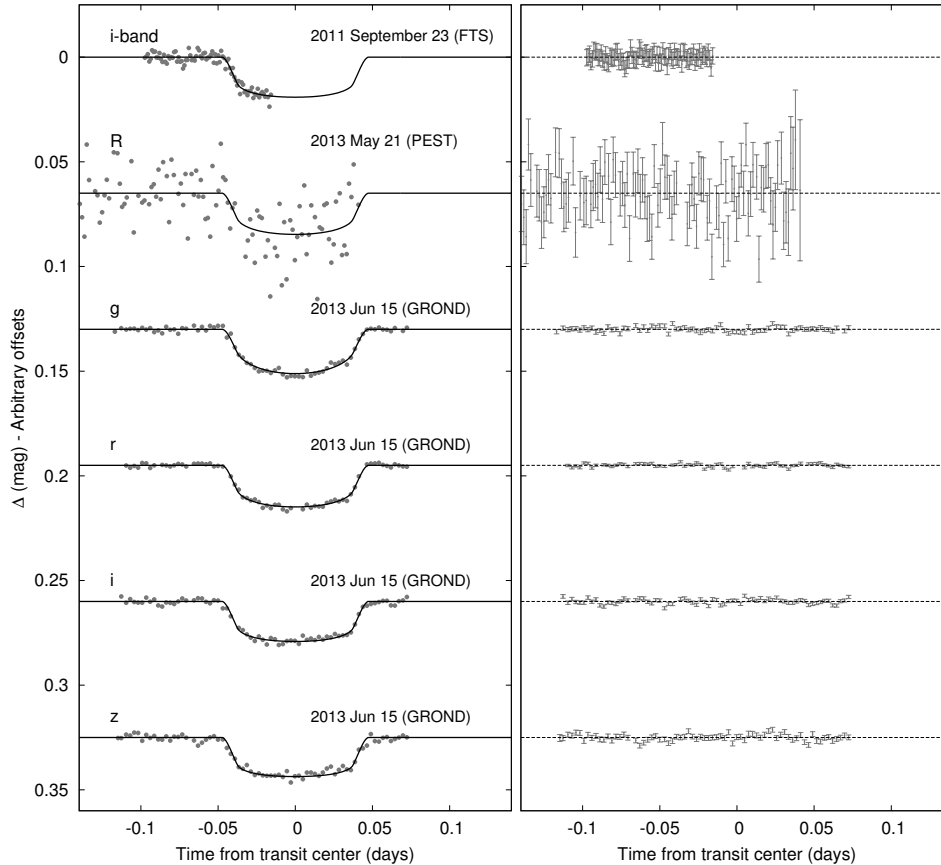 i-band 2011 September 23 (FTS)
R 2013 May 21 (PEST)
g 2013 Jun 15 (GROND)
r 2013 Jun 15 (GROND)
i 2013 Jun 15 (GROND)
z 2013 Jun 15 (GROND)
0
0.05
0.1
0.15
0.2
0.25
0.3
0.35
Δ (mag) - Arbitrary offsets
-0.1 -0.05 0 0.05 0.1
Time from transit center (days)
-0.1 -0.05 0 0.05 0.1
Time from transit center (days)